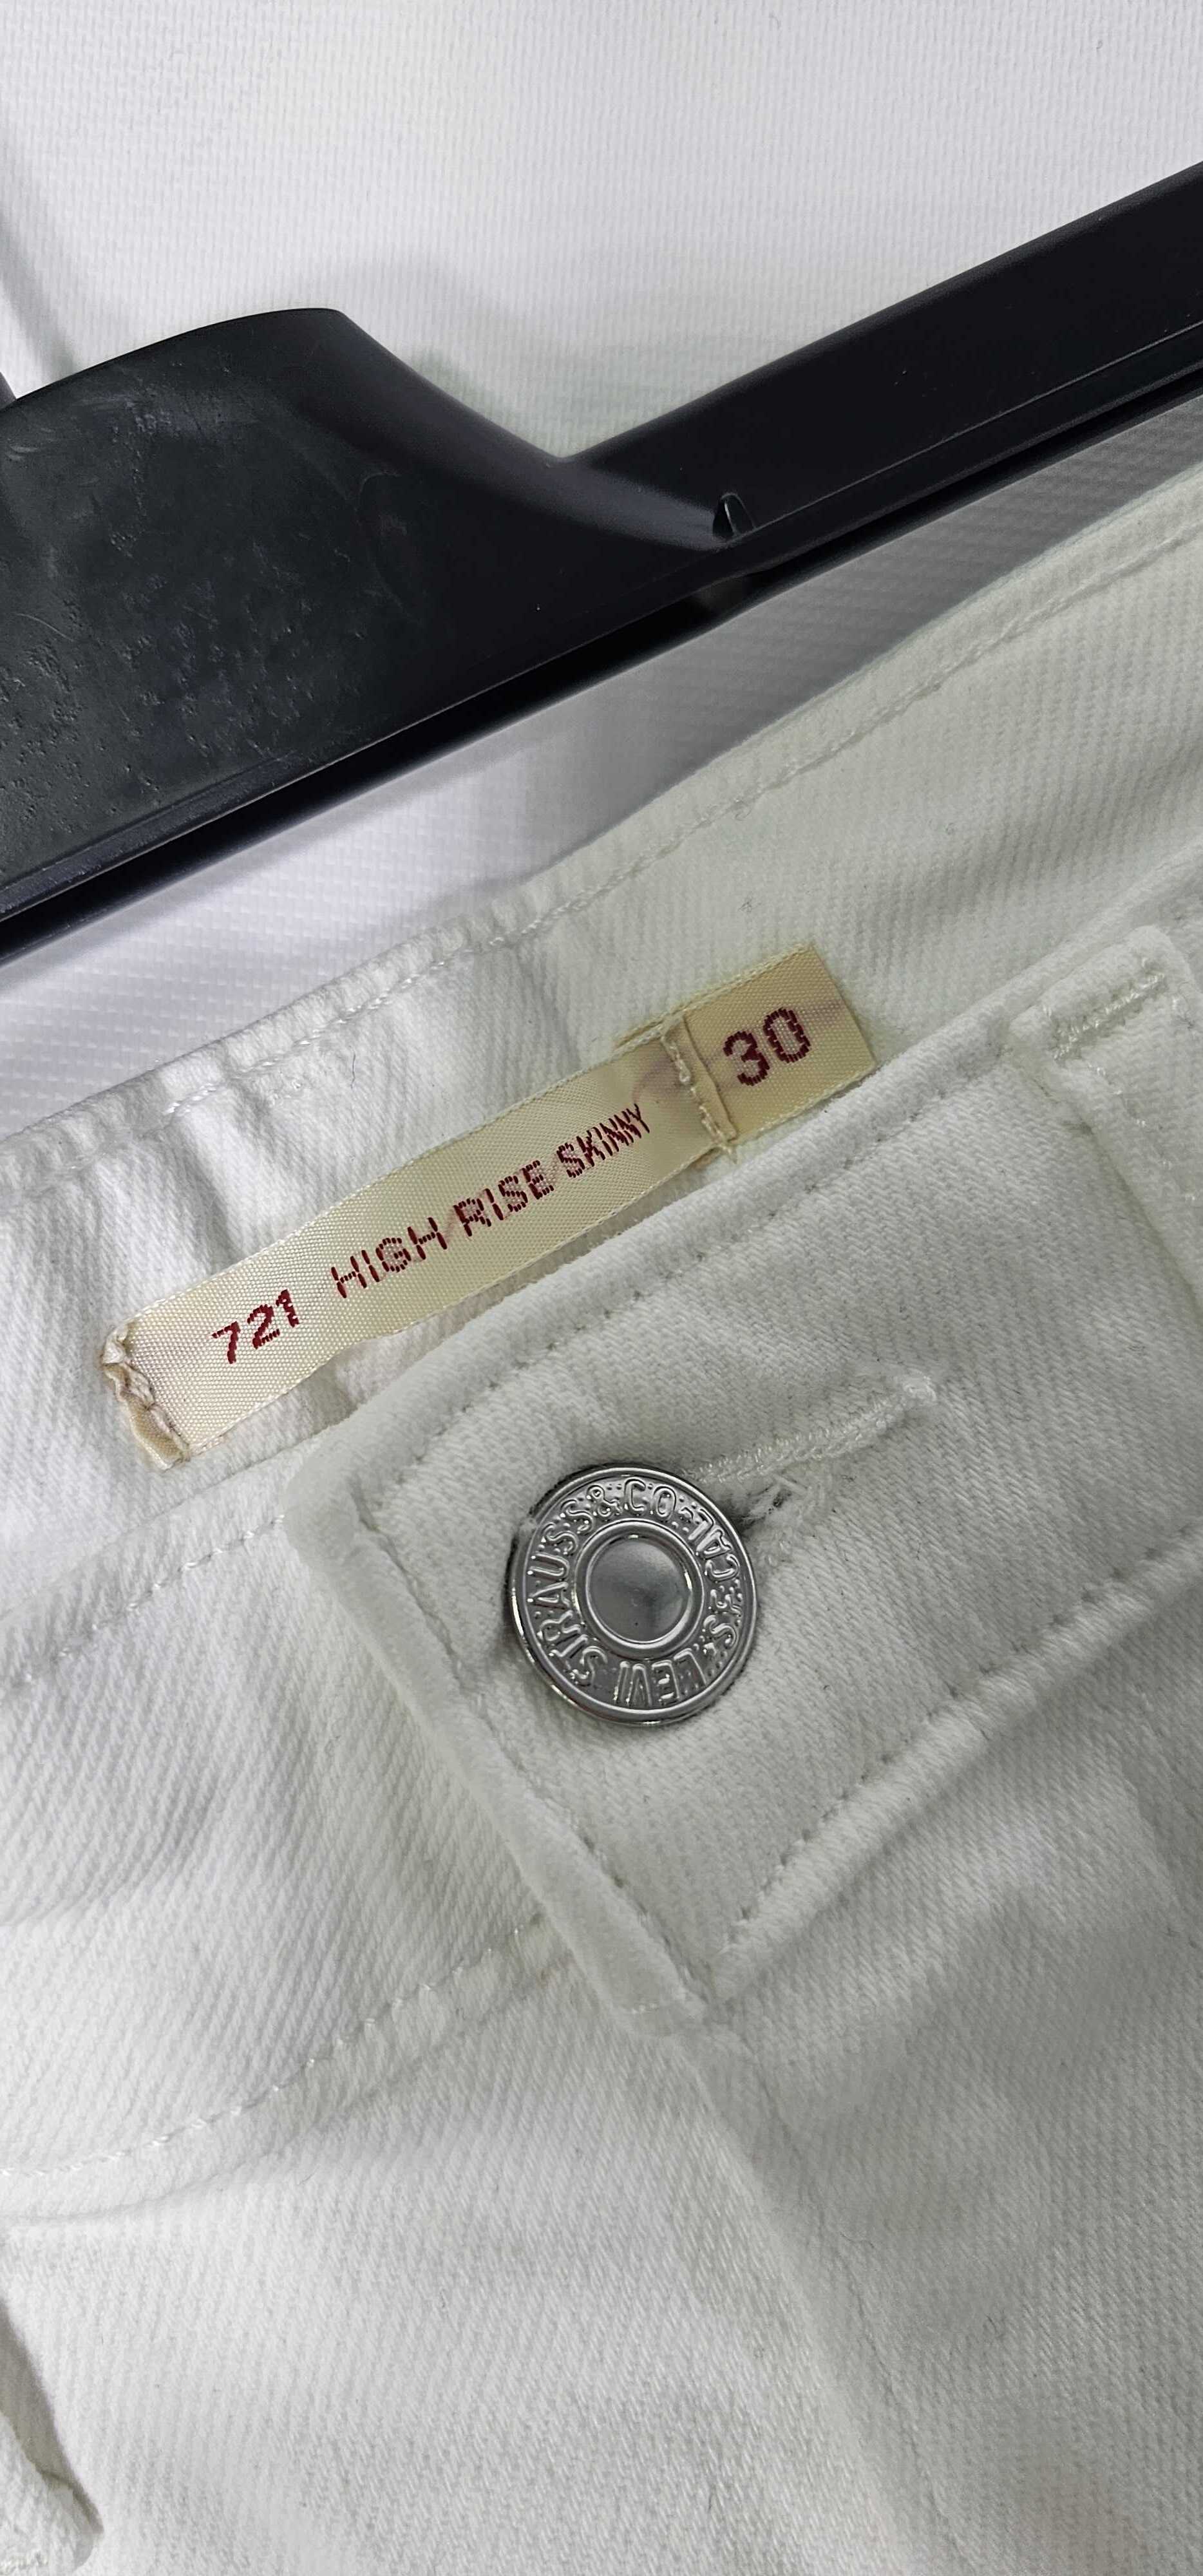 721 HIGH RISE SKINNY
30
LEVI STRAUSS & CO
S.F. CAL